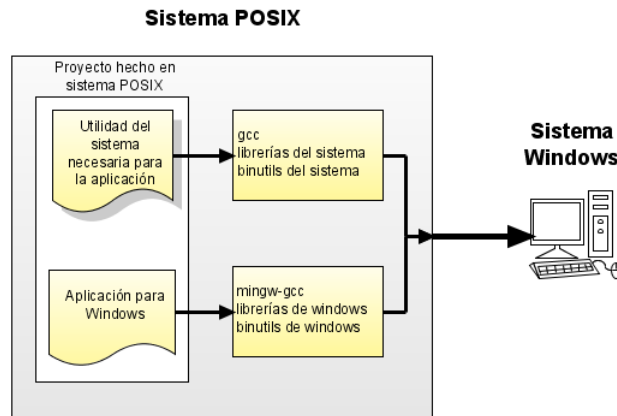 Sistema POSIX
Proyecto hecho en
sistema POSIX
Utilidad del
sistema
necesaria para
la aplicación
gcc
librerías del sistema
binutils del sistema
Sistema
Windows
Aplicación para
Windows
mingw-gcc
librerías de windows
binutils de windows